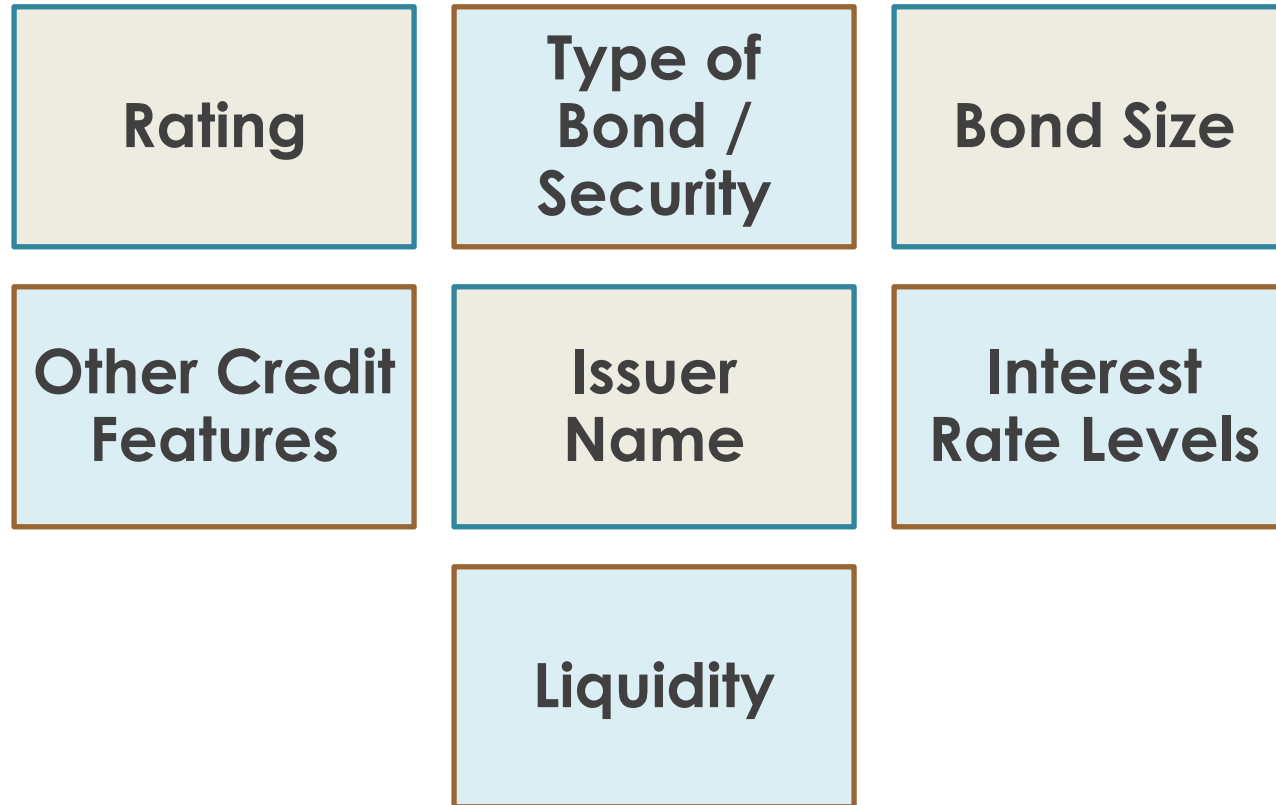 Rating
Type of
Bond /
Security
Bond Size
Other Credit
Features
Issuer
Name
Interest
Rate Levels
Liquidity